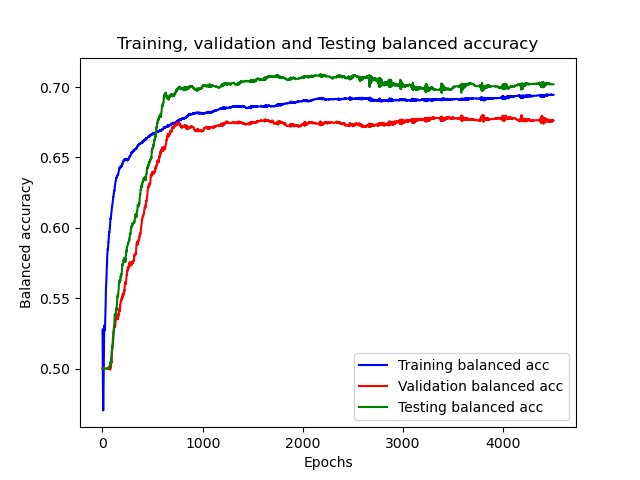 Training, validation and Testing balanced accuracy
Balanced accuracy
0.70
0.65
0.60
0.55
0.50
0
1000
2000
3000
4000
Epochs
Training balanced acc
Validation balanced acc
Testing balanced acc